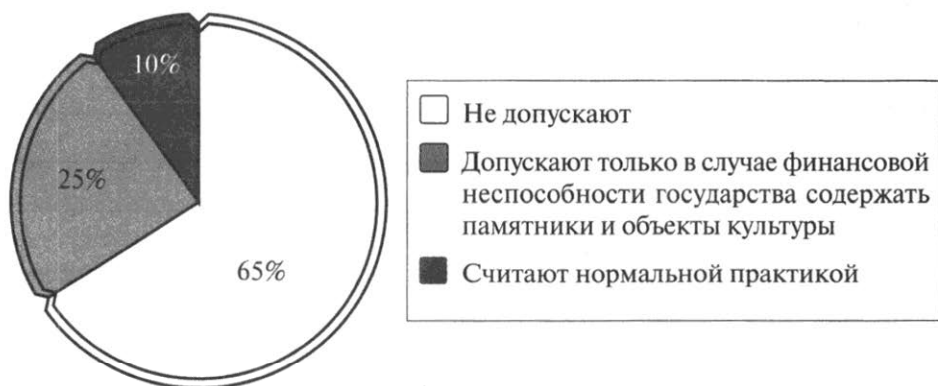 10%
25%
65%
Не допускают
Допускают только в случае финансовой
неспособности государства содержать
памятники и объекты культуры
Считают нормальной практикой